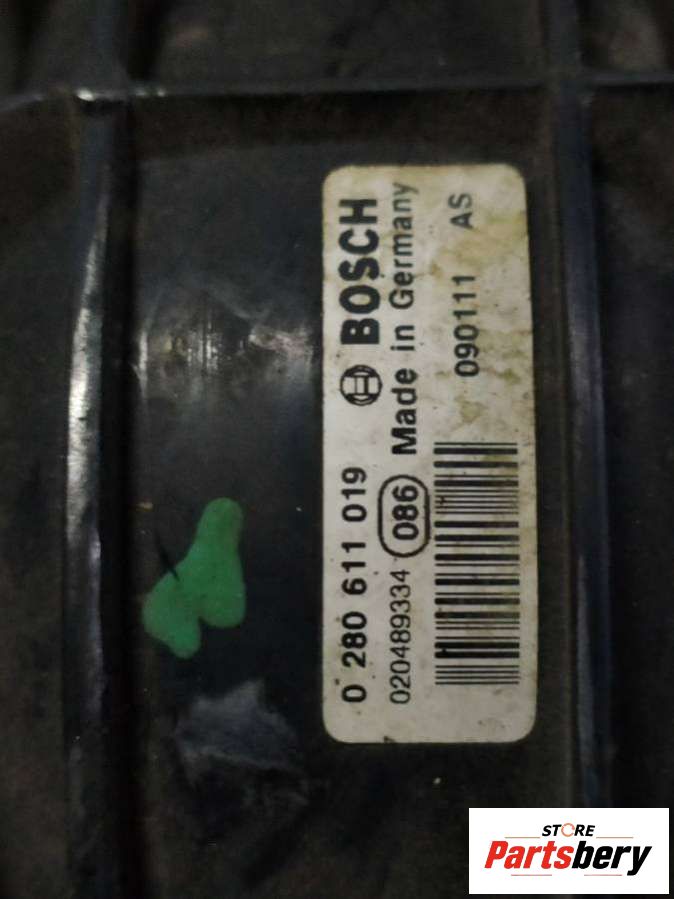 0 280 611 019 BOSCH
020489334 086 Made in Germany
090111 AS
STORE
Partsbery